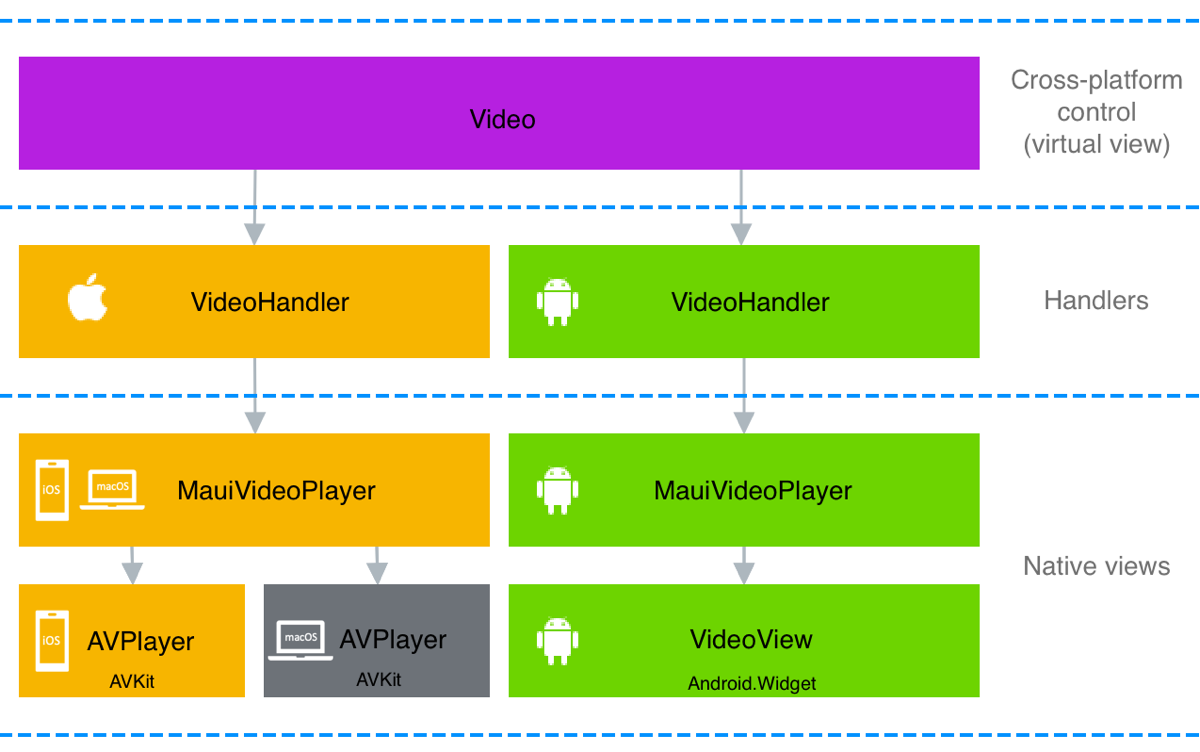 Video
Cross-platform
control
(virtual view)
VideoHandler
VideoHandler
Handlers
iOS
macOS
MauiVideoPlayer
MauiVideoPlayer
Native views
iOS
AVPlayer
AVKit
macOS
AVPlayer
AVKit
VideoView
Android.Widget